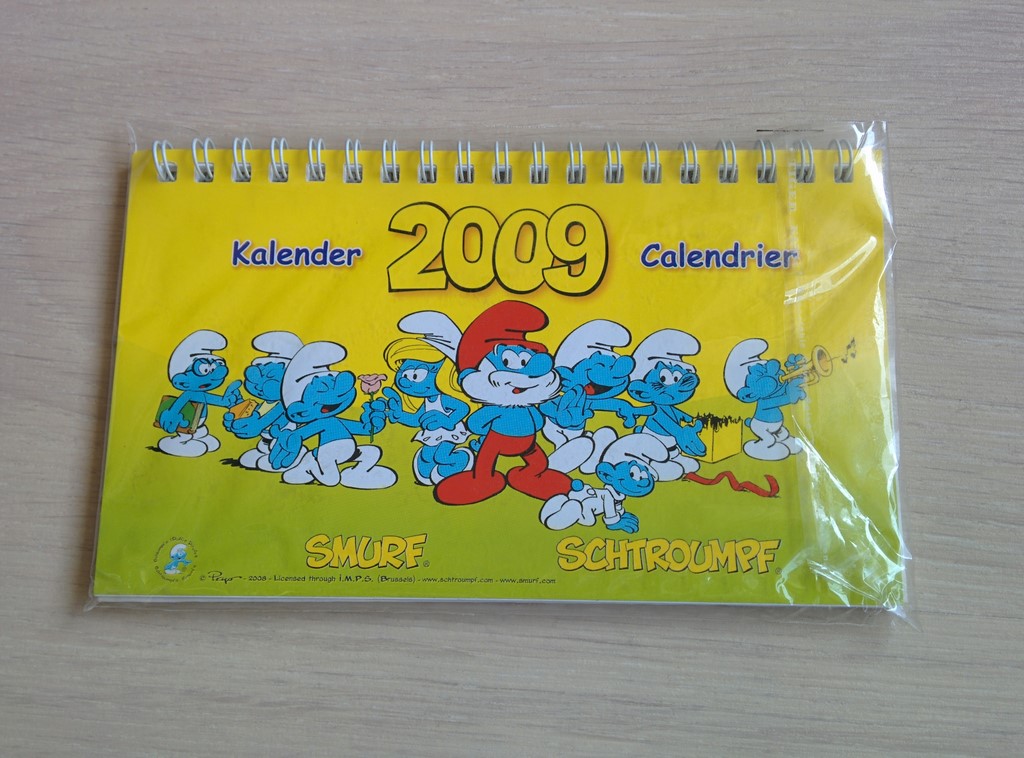 Kalender 2009 Calendrier
SMURF® SCHTROUMPF
© Peyo - 2008 - Licensed through I.M.P.S. (Brussels) - www.schtroumpf.com - www.smurf.com